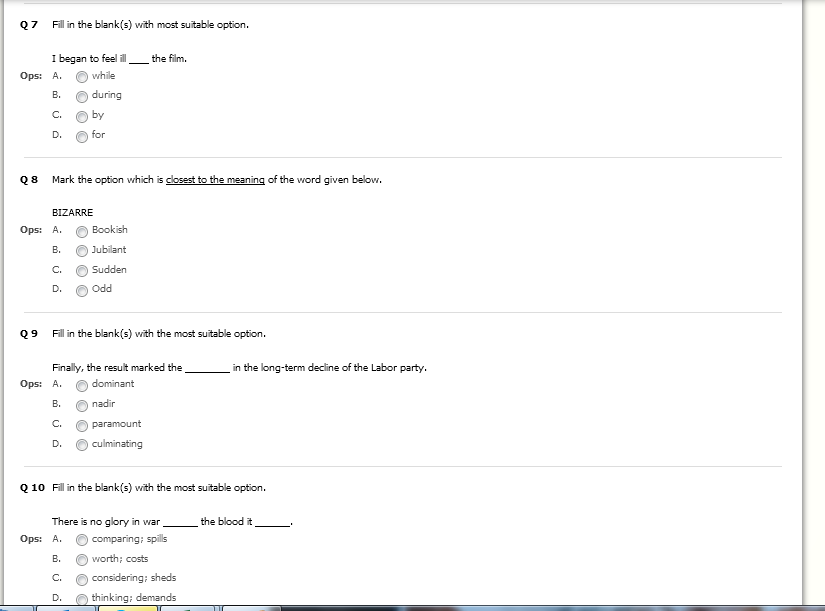 Q 7 Fill in the blank(s) with most suitable option.
I began to feel ill ____ the film.
Ops: A. while
B. during
C. by
D. for
Q 8 Mark the option which is closest to the meaning of the word given below.
BIZARRE
Ops: A. Bookish
B. Jubilant
C. Sudden
D. Odd
Q 9 Fill in the blank(s) with the most suitable option.
Finally, the result marked the _________ in the long-term decline of the Labor party.
Ops: A. dominant
B. nadir
C. paramount
D. culminating
Q 10 Fill in the blank(s) with the most suitable option.
There is no glory in war _______ the blood it _______.
Ops: A. comparing; spills
B. worth; costs
C. considering; sheds
D. thinking; demands